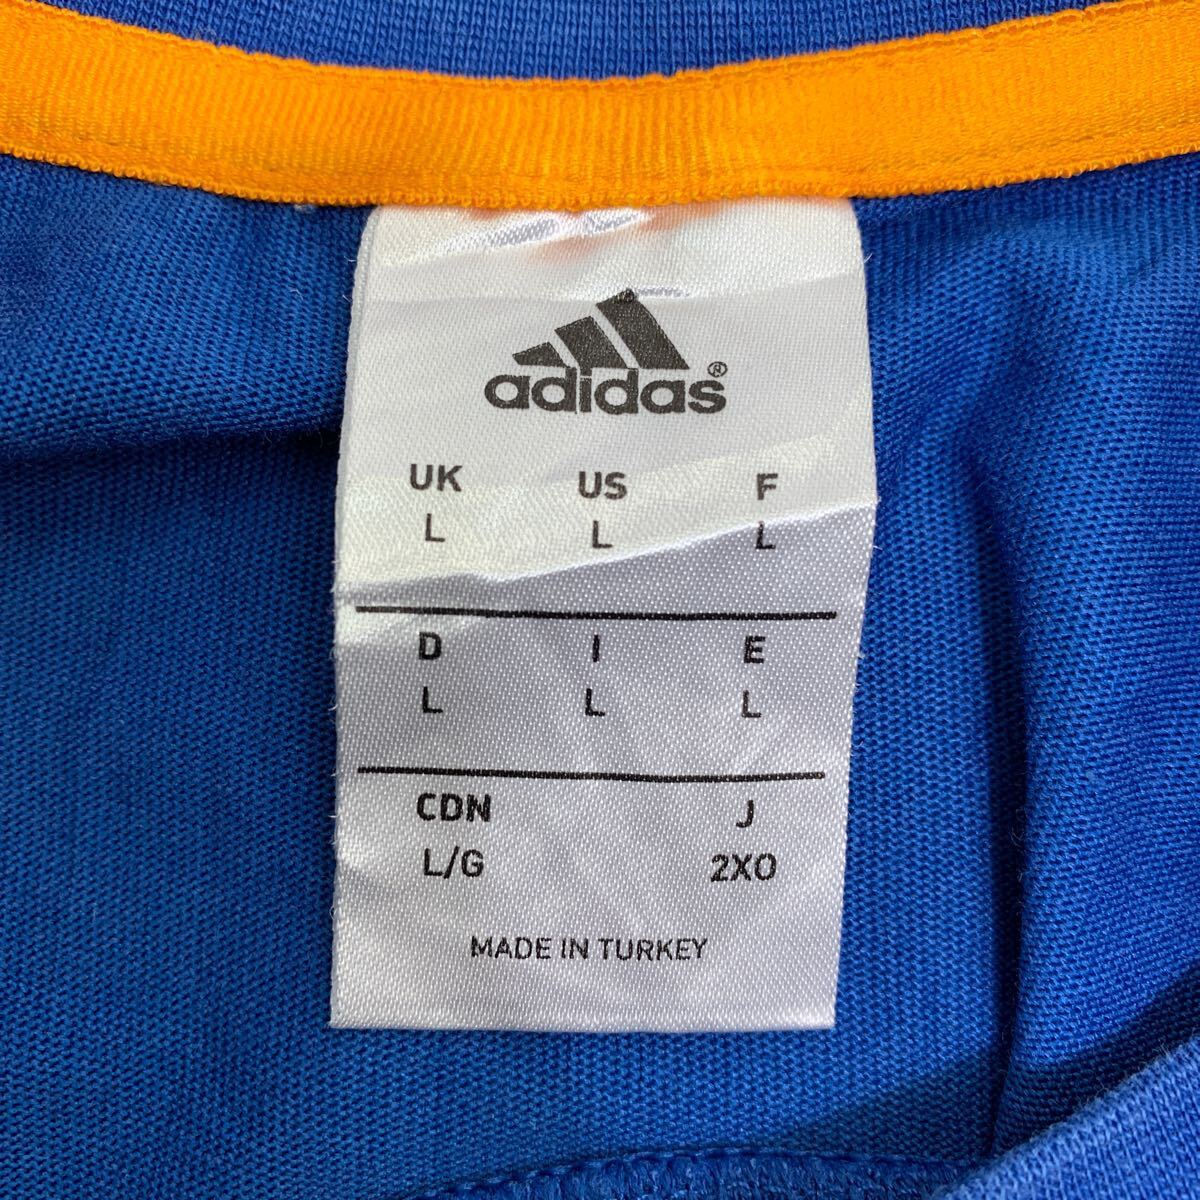 adidas®
UK US F
L L L
D I E
L L L
CDN J
L/G 2XO
MADE IN TURKEY